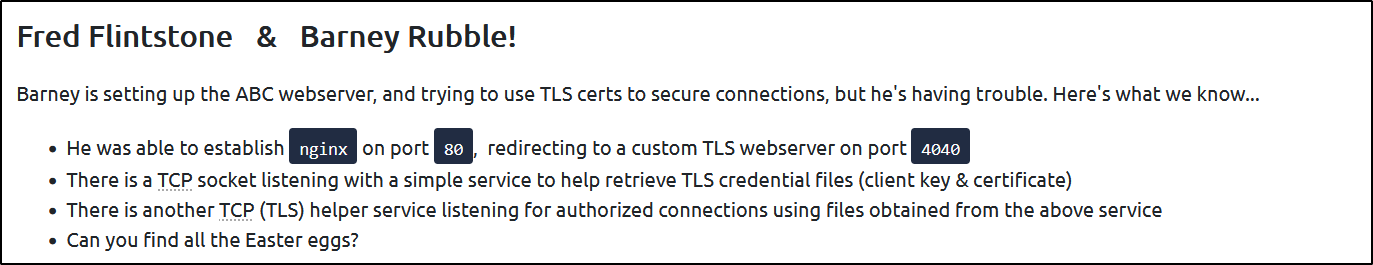 Fred Flintstone & Barney Rubble!
Barney is setting up the ABC webserver, and trying to use TLS certs to secure connections, but he's having trouble. Here's what we know...
• He was able to establish nginx on port 80, redirecting to a custom TLS webserver on port 4040
• There is a TCP socket listening with a simple service to help retrieve TLS credential files (client key & certificate)
• There is another TCP (TLS) helper service listening for authorized connections using files obtained from the above service
• Can you find all the Easter eggs?